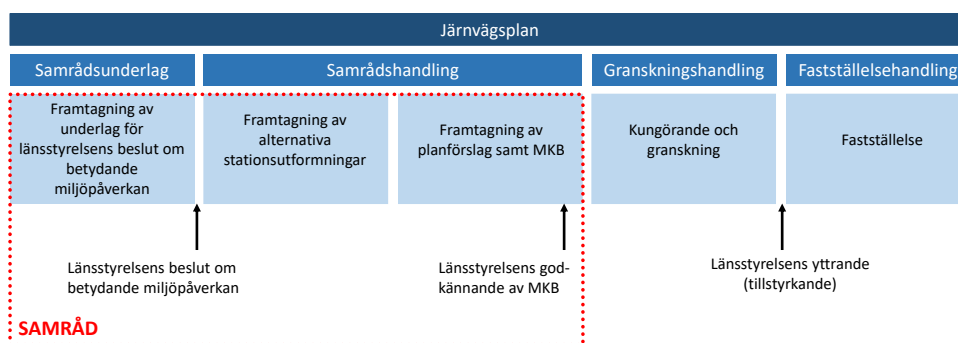 Järnvägsplan
Samrådsunderlag
Samrådshandling
Granskningshandling
Fastställelsehandling
Framtagning av
underlag för
länsstyrelsens beslut om
betydande
miljöpåverkan
Framtagning av
alternativa
stationsutformningar
Framtagning av
planförslag samt MKB
Kungörande och
granskning
Fastställelse
Länsstyrelsens beslut om
betydande miljöpåverkan
Länsstyrelsens god-
kännande av MKB
Länsstyrelsens yttrande
(tillstyrkande)
SAMRÅD